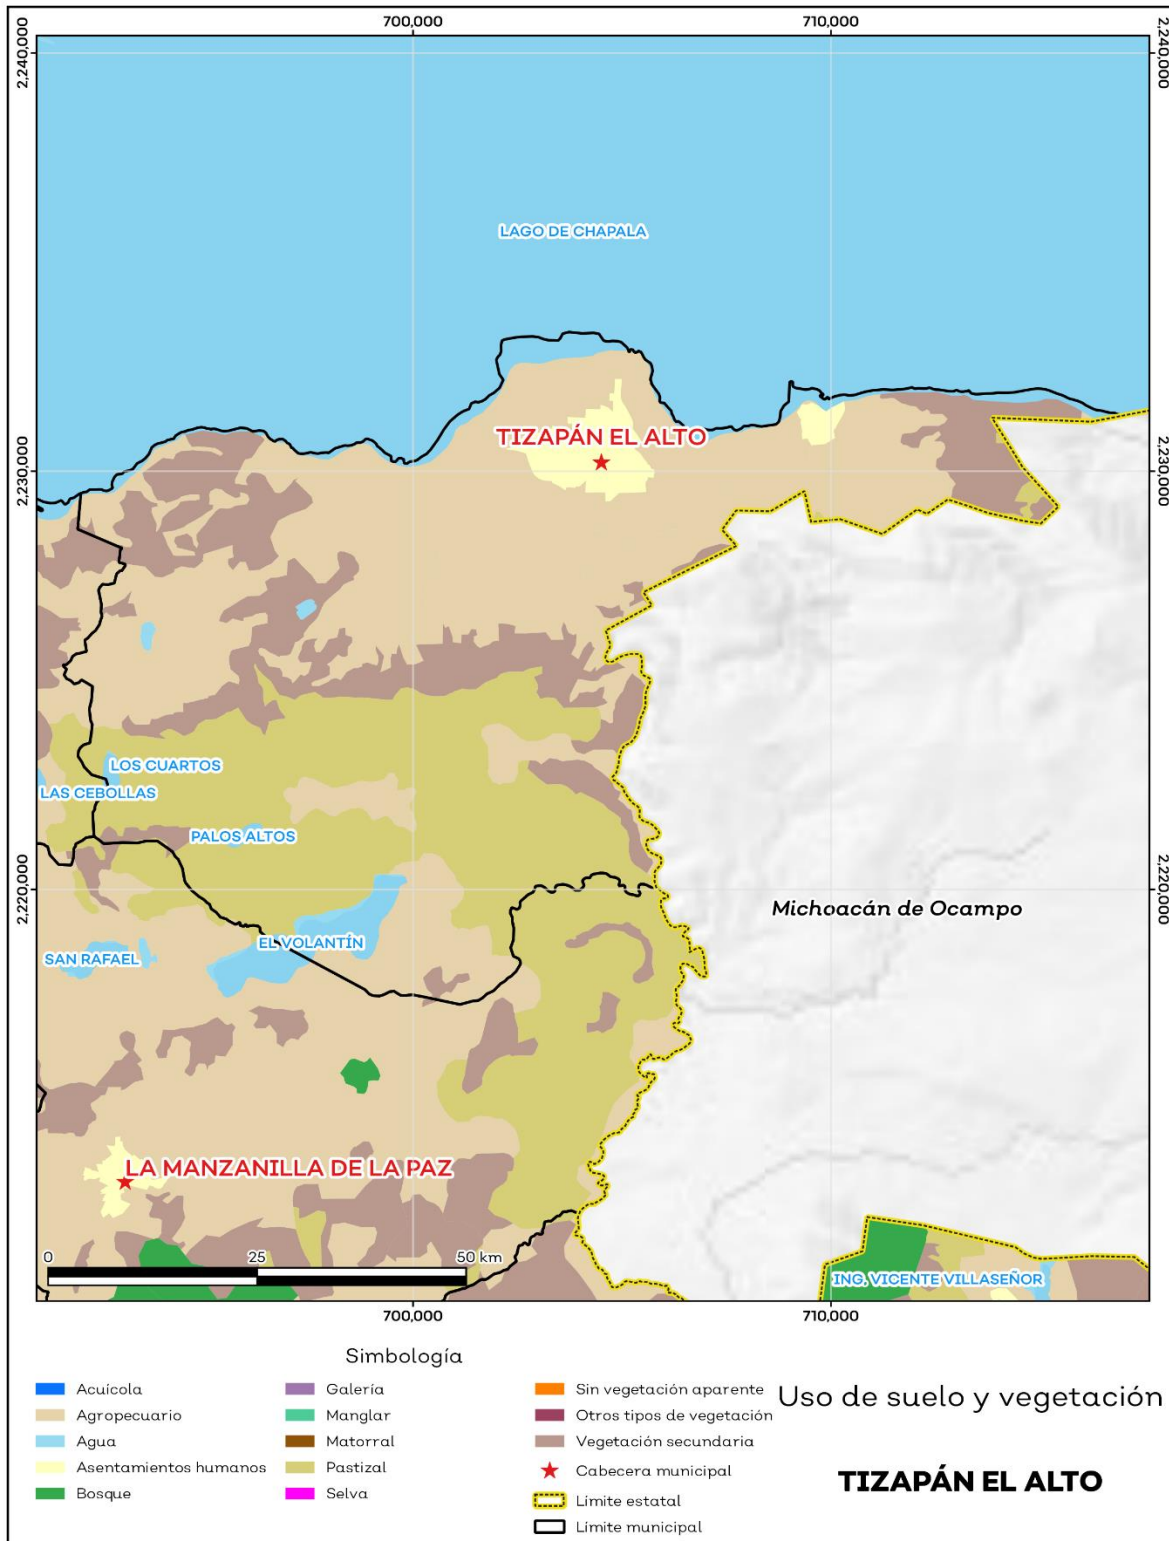 700,000
710,000
2,240,000
2,240,000
LAGO DE CHAPALA
TIZAPÁN EL ALTO
2,230,000
2,230,000
LOS CUARTOS
LAS CEBOLLAS
PALOS ALTOS
2,220,000
2,220,000
Michoacán de Ocampo
EL VOLANTÍN
SAN RAFAEL
LA MANZANILLA DE LA PAZ
0
25
50 km
ING. VICENTE VILLASEÑOR
700,000
710,000
Simbología
Acuícola
Agropecuario
Agua
Asentamientos humanos
Bosque
Galería
Manglar
Matorral
Pastizal
Selva
Sin vegetación aparente
Otros tipos de vegetación
Vegetación secundaria
Cabecera municipal
Límite estatal
Límite municipal
Uso de suelo y vegetación
TIZAPÁN EL ALTO